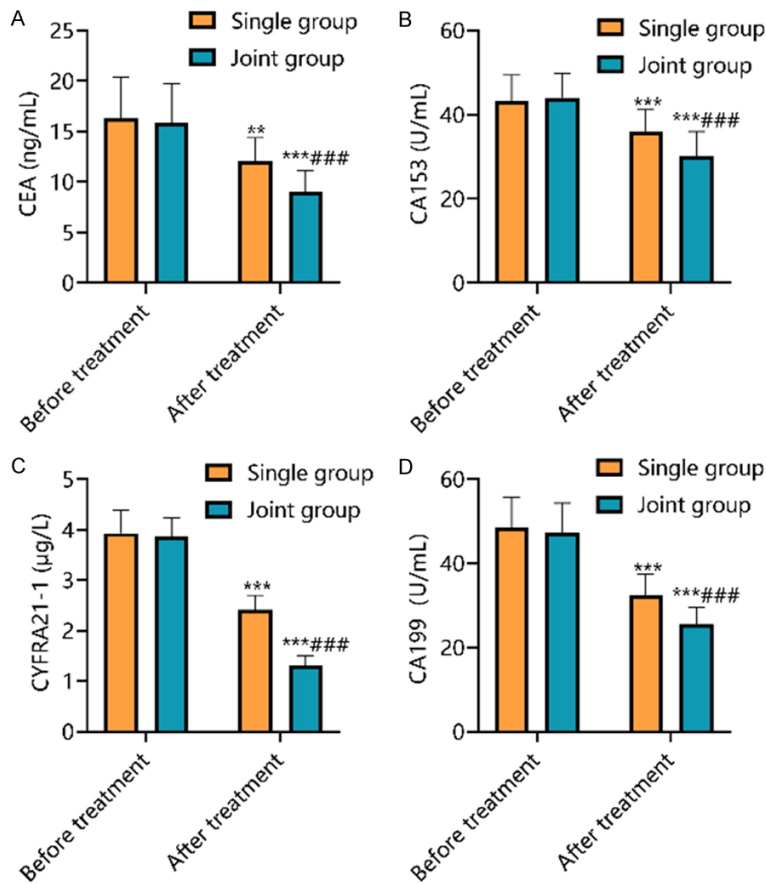 A
Single group
Joint group
CEA (ng/mL)
25
20
15
10
5
0
**
***###
Before treatment
After treatment
B
Single group
Joint group
CA153 (U/mL)
60
40
20
0
***
***###
Before treatment
After treatment
C
Single group
Joint group
CYFRA21-1 (μg/L)
5
4
3
2
1
0
***
***###
Before treatment
After treatment
D
Single group
Joint group
CA199 (U/mL)
60
40
20
0
***
***###
Before treatment
After treatment